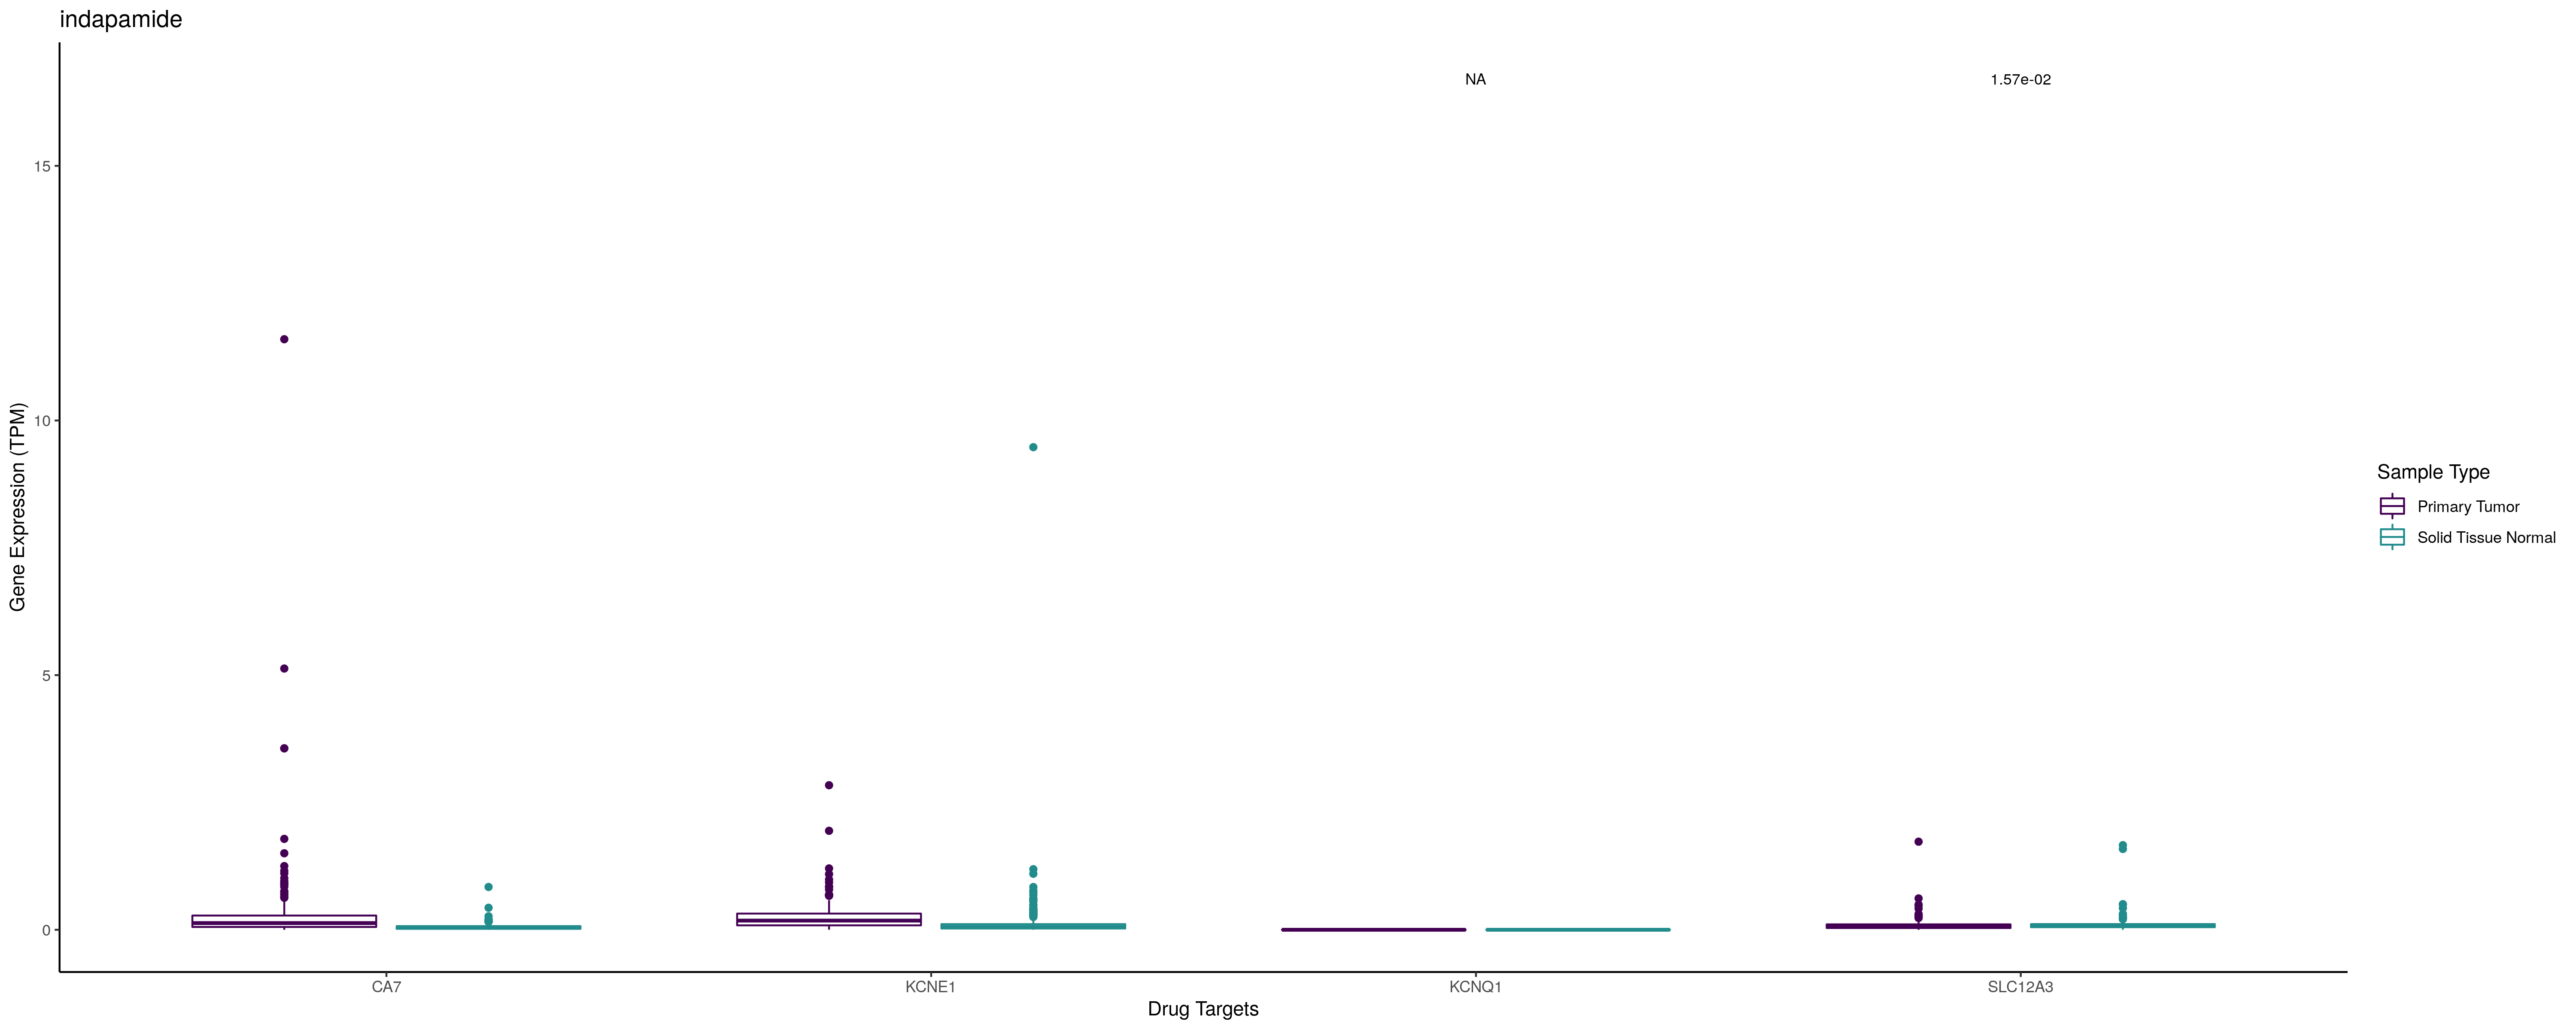 indapamide
NA
1.57e-02
15
10
5
0
Gene Expression (TPM)
CA7
KCNE1
KCNQ1
SLC12A3
Drug Targets
Sample Type
Primary Tumor
Solid Tissue Normal